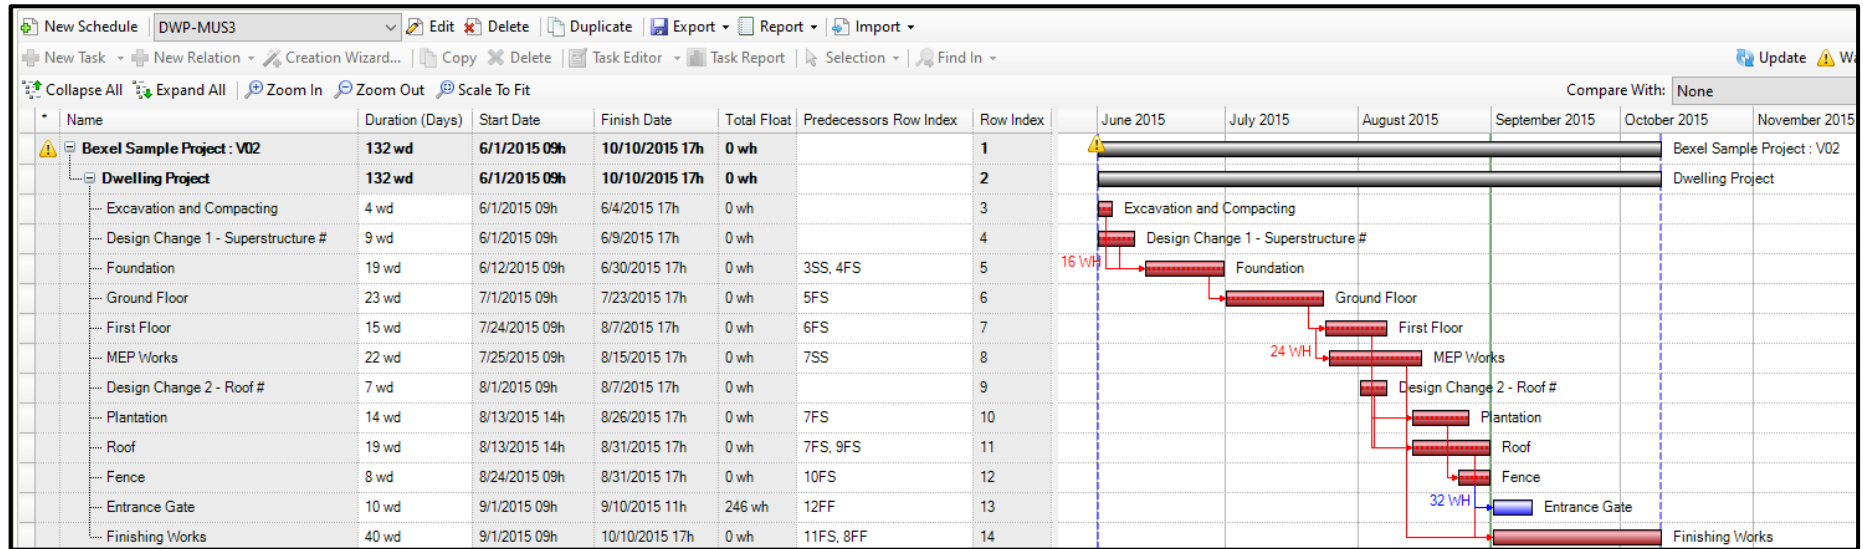 New Schedule DWP-MUS3 Edit Delete Duplicate Export Report Import
New Task New Relation Creation Wizard... Copy Delete Task Editor Task Report Selection Find In Update Wa
Collapse All Expand All Zoom In Zoom Out Scale To Fit Compare With: None
* Name Duration (Days) Start Date Finish Date Total Float Predecessors Row Index Row Index June 2015 July 2015 August 2015 September 2015 October 2015 November 2015
Bexel Sample Project : V02 132 wd 6/1/2015 09h 10/10/2015 17h 0 wh 1 Bexel Sample Project : V02
Dwelling Project 132 wd 6/1/2015 09h 10/10/2015 17h 0 wh 2 Dwelling Project
Excavation and Compacting 4 wd 6/1/2015 09h 6/4/2015 17h 0 wh 3 Excavation and Compacting
Design Change 1 - Superstructure # 9 wd 6/1/2015 09h 6/9/2015 17h 0 wh 4 Design Change 1 - Superstructure #
Foundation 19 wd 6/12/2015 09h 6/30/2015 17h 0 wh 3SS, 4FS 5 16 WH Foundation
Ground Floor 23 wd 7/1/2015 09h 7/23/2015 17h 0 wh 5FS 6 Ground Floor
First Floor 15 wd 7/24/2015 09h 8/7/2015 17h 0 wh 6FS 7 First Floor
MEP Works 22 wd 7/25/2015 09h 8/15/2015 17h 0 wh 7SS 8 24 WH MEP Works
Design Change 2 - Roof # 7 wd 8/1/2015 09h 8/7/2015 17h 0 wh 9 Design Change 2 - Roof #
Plantation 14 wd 8/13/2015 14h 8/26/2015 17h 0 wh 7FS 10 Plantation
Roof 19 wd 8/13/2015 14h 8/31/2015 17h 0 wh 7FS, 9FS 11 Roof
Fence 8 wd 8/24/2015 09h 8/31/2015 17h 0 wh 10FS 12 Fence
Entrance Gate 10 wd 9/1/2015 09h 9/10/2015 11h 246 wh 12FF 13 32 WH Entrance Gate
Finishing Works 40 wd 9/1/2015 09h 10/10/2015 17h 0 wh 11FS, 8FF 14 Finishing Works